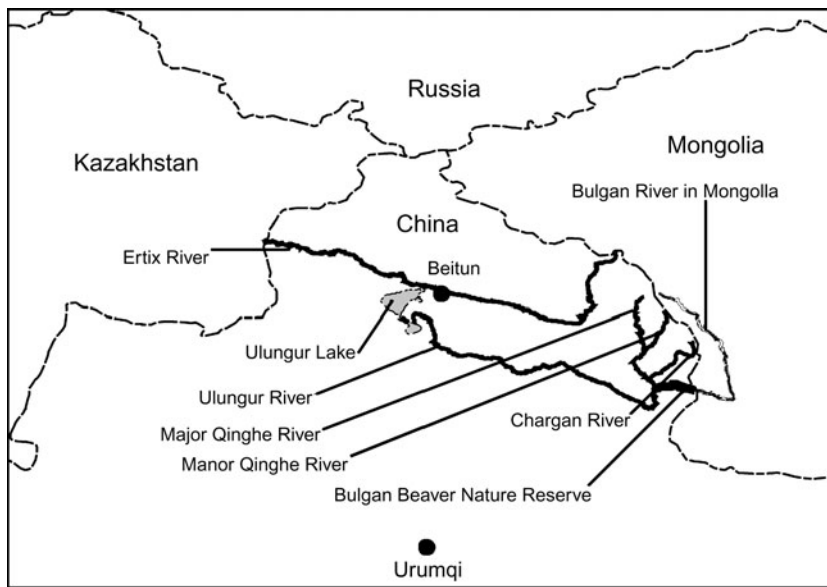 Russia
Kazakhstan
Mongolia
Bulgan River in Mongolla
China
Ertix River
Beitun
Ulungur Lake
Ulungur River
Chargan River
Major Qinghe River
Manor Qinghe River
Bulgan Beaver Nature Reserve
Urumqi